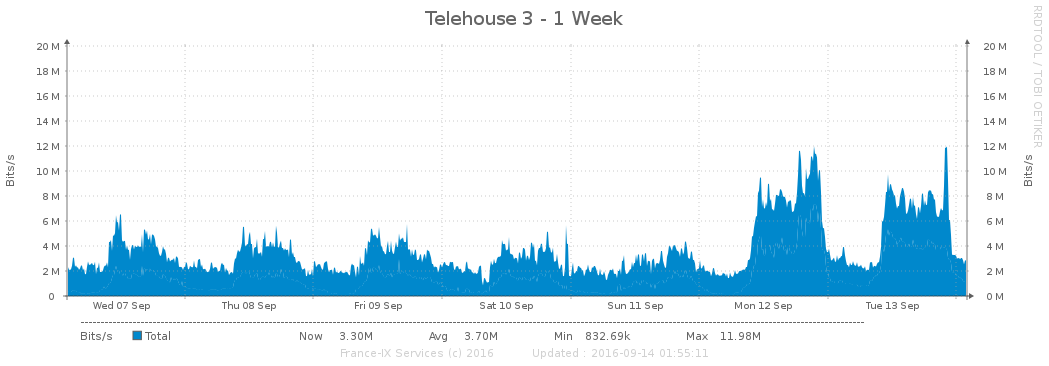 Telehouse 3 - 1 Week
RRDTOOL / TOBI OETIKER
Bits/s
Bits/s
20 M 20 M
18 M 18 M
16 M 16 M
14 M 14 M
12 M 12 M
10 M 10 M
8 M 8 M
6 M 6 M
4 M 4 M
2 M 2 M
0 0 M
Wed 07 Sep Thu 08 Sep Fri 09 Sep Sat 10 Sep Sun 11 Sep Mon 12 Sep Tue 13 Sep
Bits/s Total Now 3.30M Avg 3.70M Min 832.69k Max 11.98M
France-IX Services (c) 2016 Updated : 2016-09-14 01:55:11